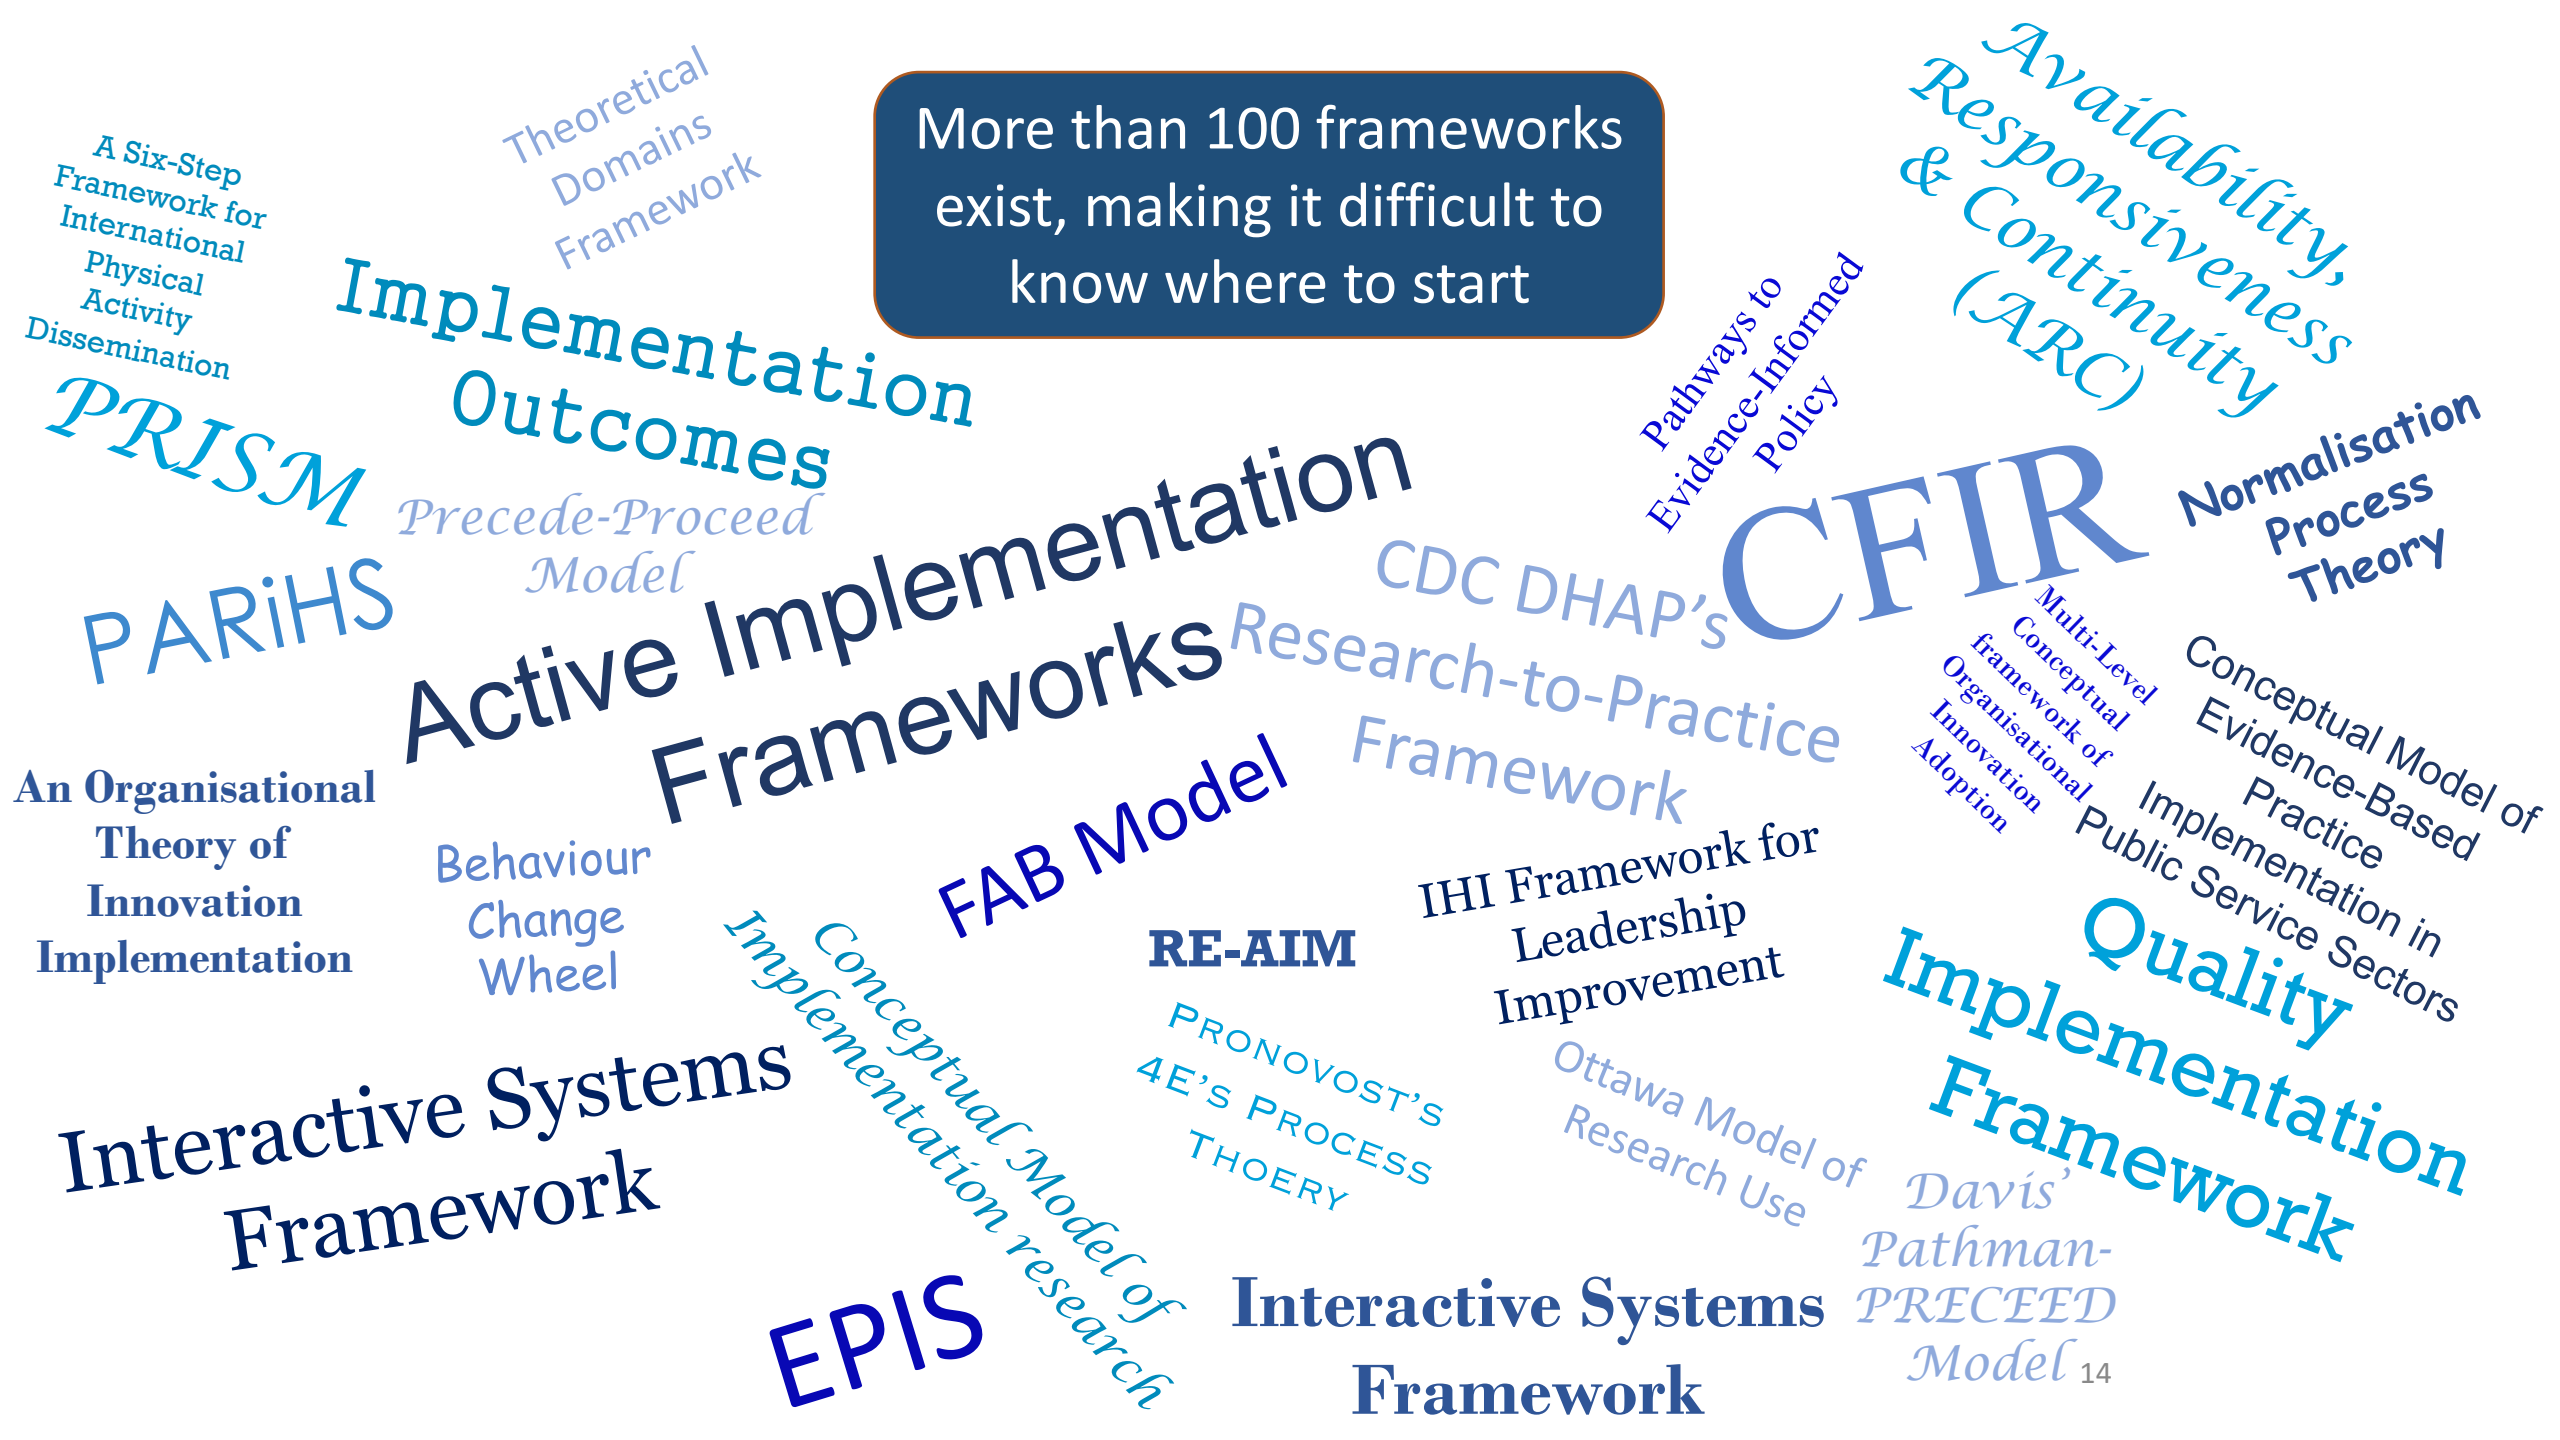 Theoretical
Domains
Framework
More than 100 frameworks
exist, making it difficult to
know where to start
Availability,
Responsiveness
& Continuity
(ARC)
A Six-Step
Framework for
International
Physical
Activity
Dissemination
Implementation
Outcomes
Pathways to
Evidence-Informed
Policy
PRISM
Precede-Proceed
Model
Normalisation
Process
Theory
CFIR
Active Implementation
Frameworks
CDC DHAP’s
Research-to-Practice
Framework
PARiHS
Multi-Level
Conceptual
framework of
Organisational
Innovation
Adoption
Conceptual Model of
Evidence-Based
Practice
Implementation in
Public Service Sectors
An Organisational
Theory of
Innovation
Implementation
Behaviour
Change
Wheel
FAB Model
RE-AIM
IHI Framework for
Leadership
Improvement
Quality
Implementation
Framework
Conceptual Model of
Implementation research
Pronovost’s
4E’s Process
Thoery
Ottawa Model of
Research Use
Interactive Systems
Framework
Davis’
Pathman-
PRECEED
Model
EPIS
Interactive Systems
Framework
14